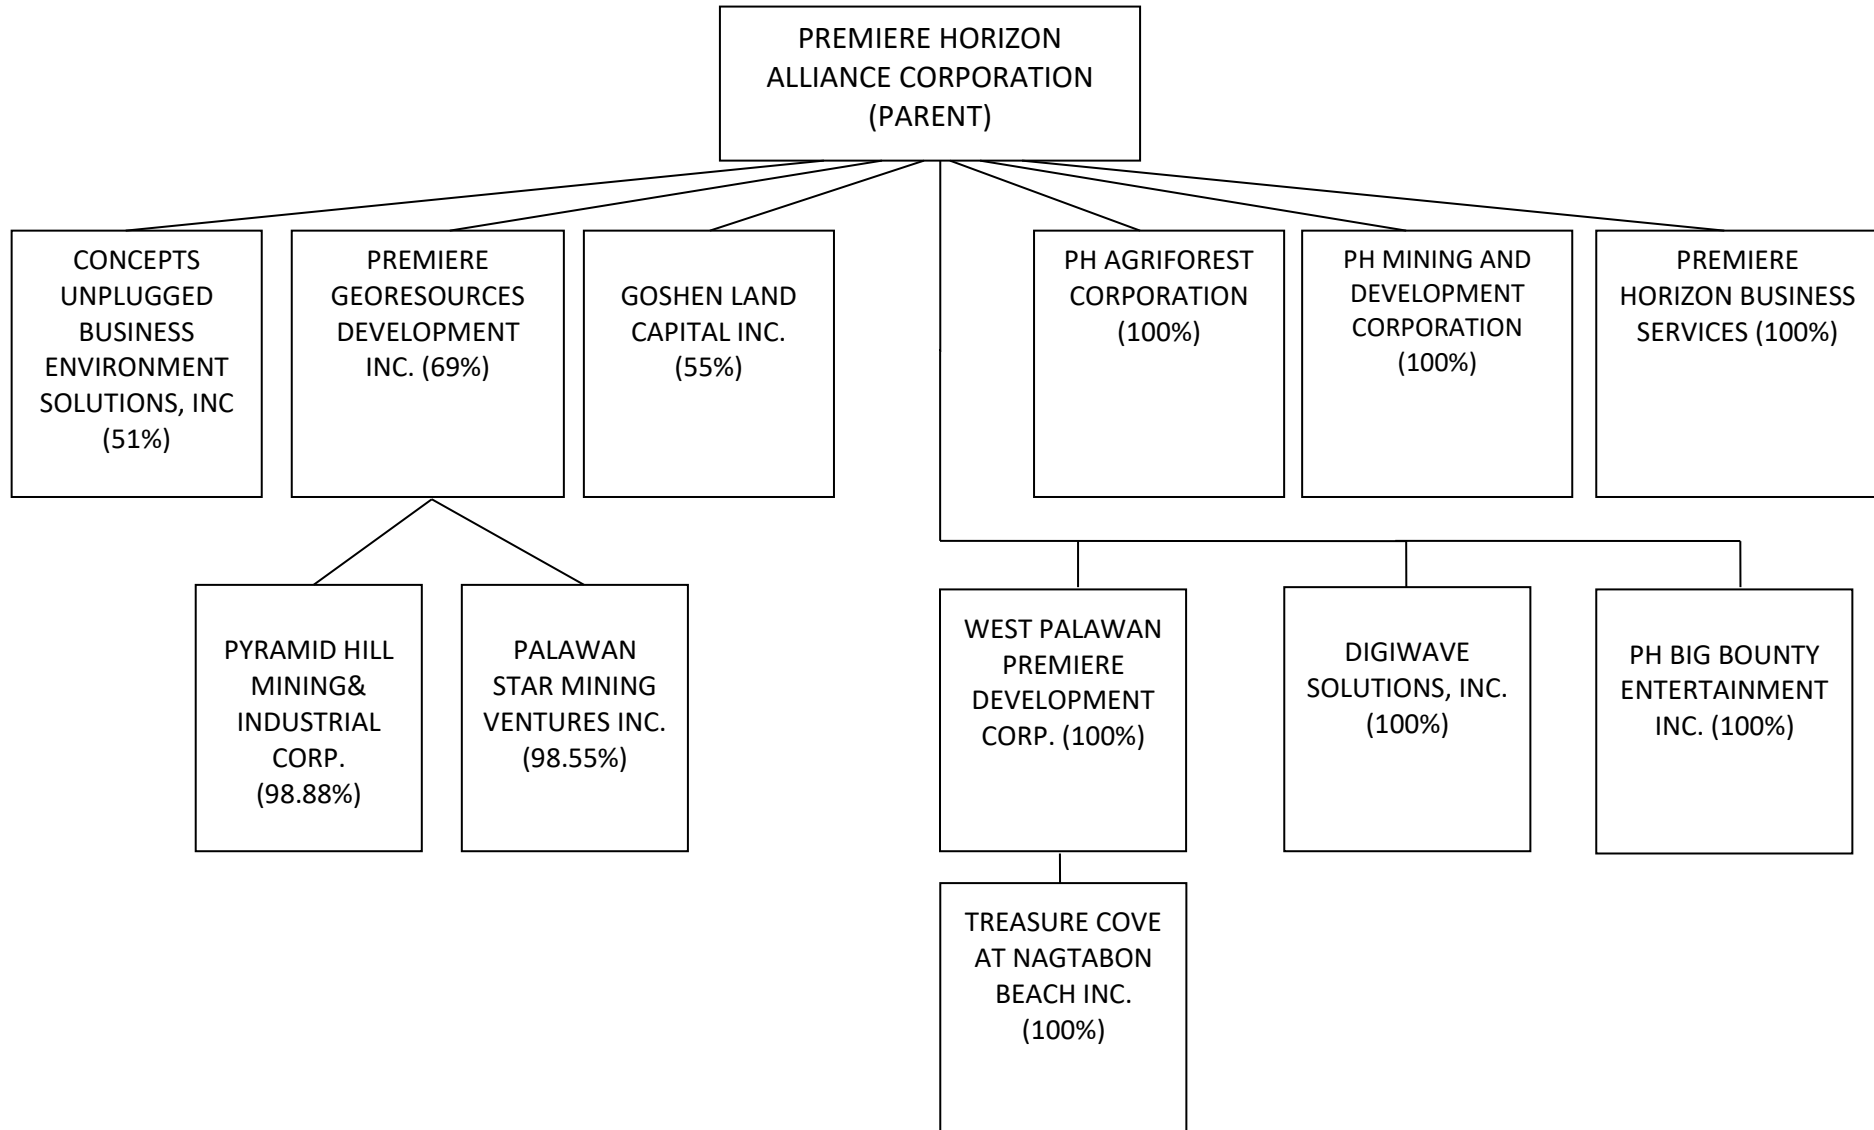 PREMIERE HORIZON
ALLIANCE CORPORATION
(PARENT)
CONCEPTS
UNPLUGGED
BUSINESS
ENVIRONMENT
SOLUTIONS, INC
(51%)
PREMIERE
GEORESOURCES
DEVELOPMENT
INC. (69%)
GOSHEN LAND
CAPITAL INC.
(55%)
PH AGRIFOREST
CORPORATION
(100%)
PH MINING AND
DEVELOPMENT
CORPORATION
(100%)
PREMIERE
HORIZON BUSINESS
SERVICES (100%)
PYRAMID HILL
MINING&
INDUSTRIAL
CORP.
(98.88%)
PALAWAN
STAR MINING
VENTURES INC.
(98.55%)
WEST PALAWAN
PREMIERE
DEVELOPMENT
CORP. (100%)
DIGIWAVE
SOLUTIONS, INC.
(100%)
PH BIG BOUNTY
ENTERTAINMENT
INC. (100%)
TREASURE COVE
AT NAGTABON
BEACH INC.
(100%)